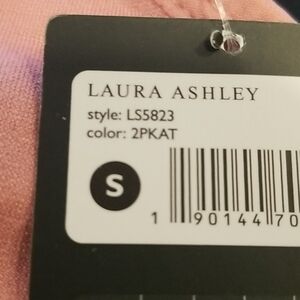 LAURA ASHLEY
style: LS5823
color: 2PKAT
S
1 90144 70